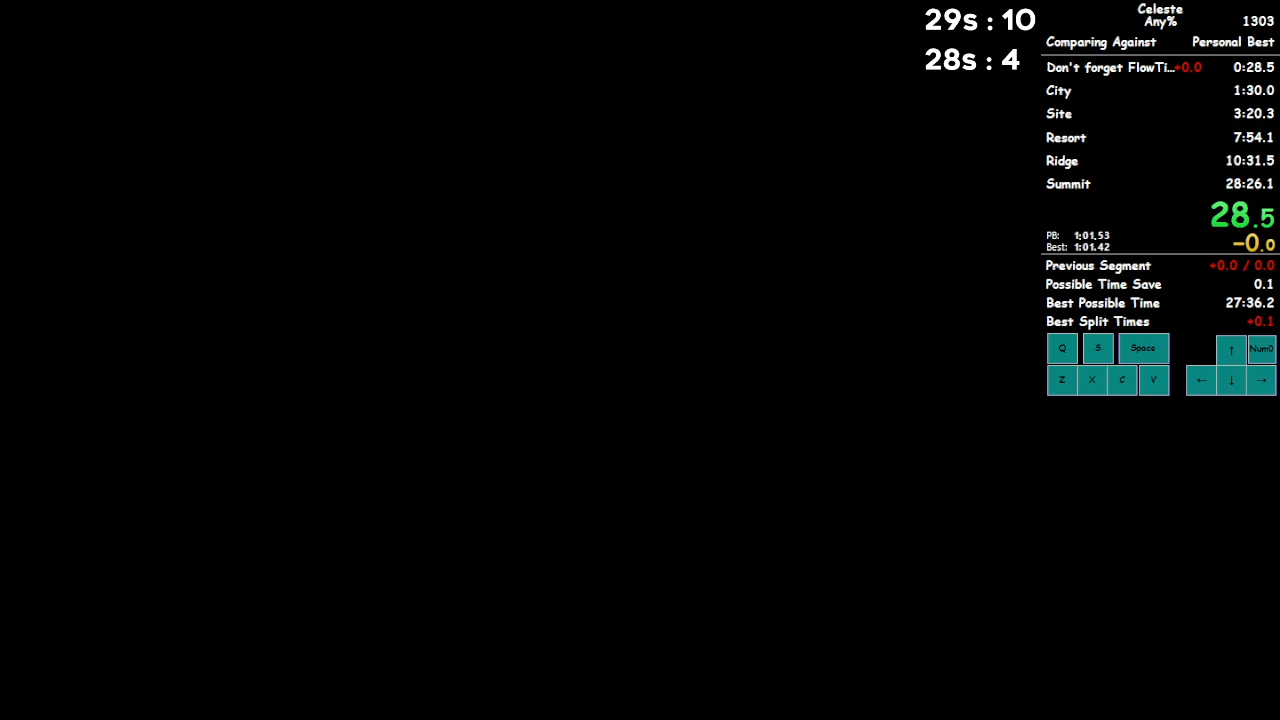 29s : 10
28s : 4
Celeste
Any% 1303
Comparing Against Personal Best
Don't forget FlowTi... +0.0 0:28.5
City 1:30.0
Site 3:20.3
Resort 7:54.1
Ridge 10:31.5
Summit 28:26.1
28.5
PB: 1:01.53
Best: 1:01.42
−0.0
Previous Segment +0.0 / 0.0
Possible Time Save 0.1
Best Possible Time 27:36.2
Best Split Times +0.1
Q S Space ↑ Num0
Z X C V ← ↓ →